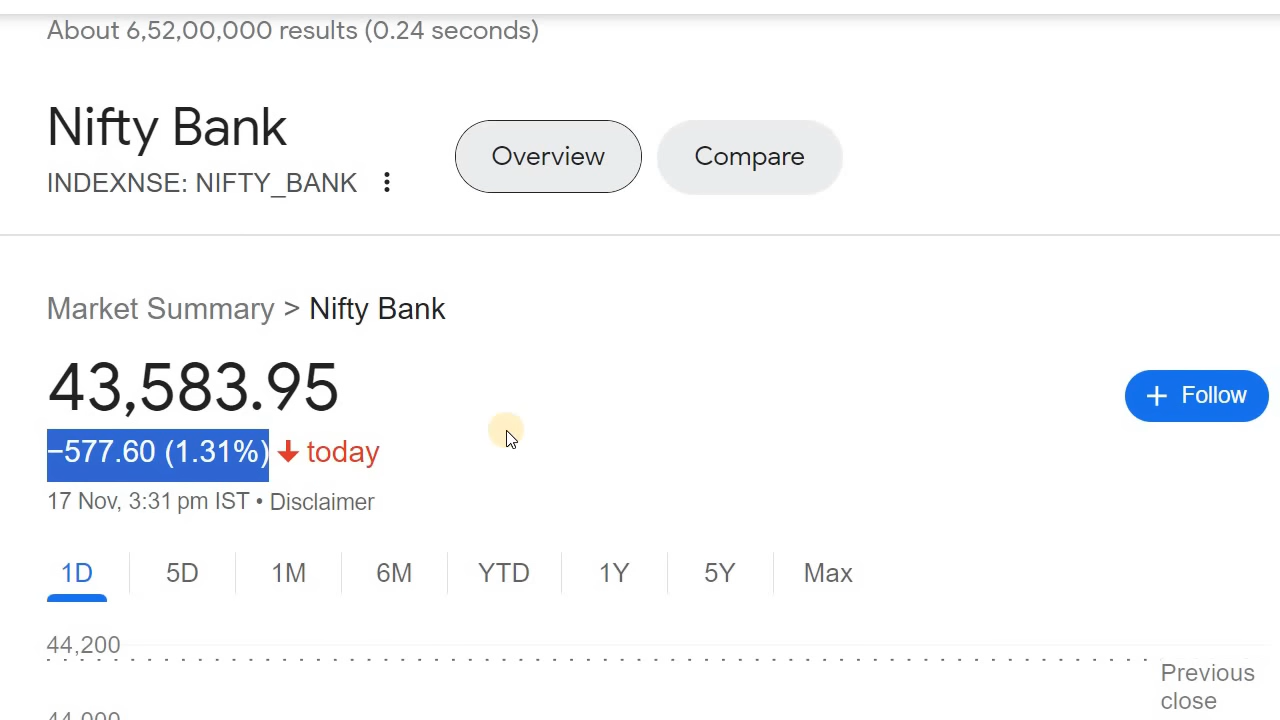 About 6,52,00,000 results (0.24 seconds)
Nifty Bank
INDEXNSE: NIFTY_BANK
Overview
Compare
Market Summary > Nifty Bank
43,583.95
−577.60 (1.31%) today
Follow
17 Nov, 3:31 pm IST • Disclaimer
1D 5D 1M 6M YTD 1Y 5Y Max
44,200
Previous
close
44,000